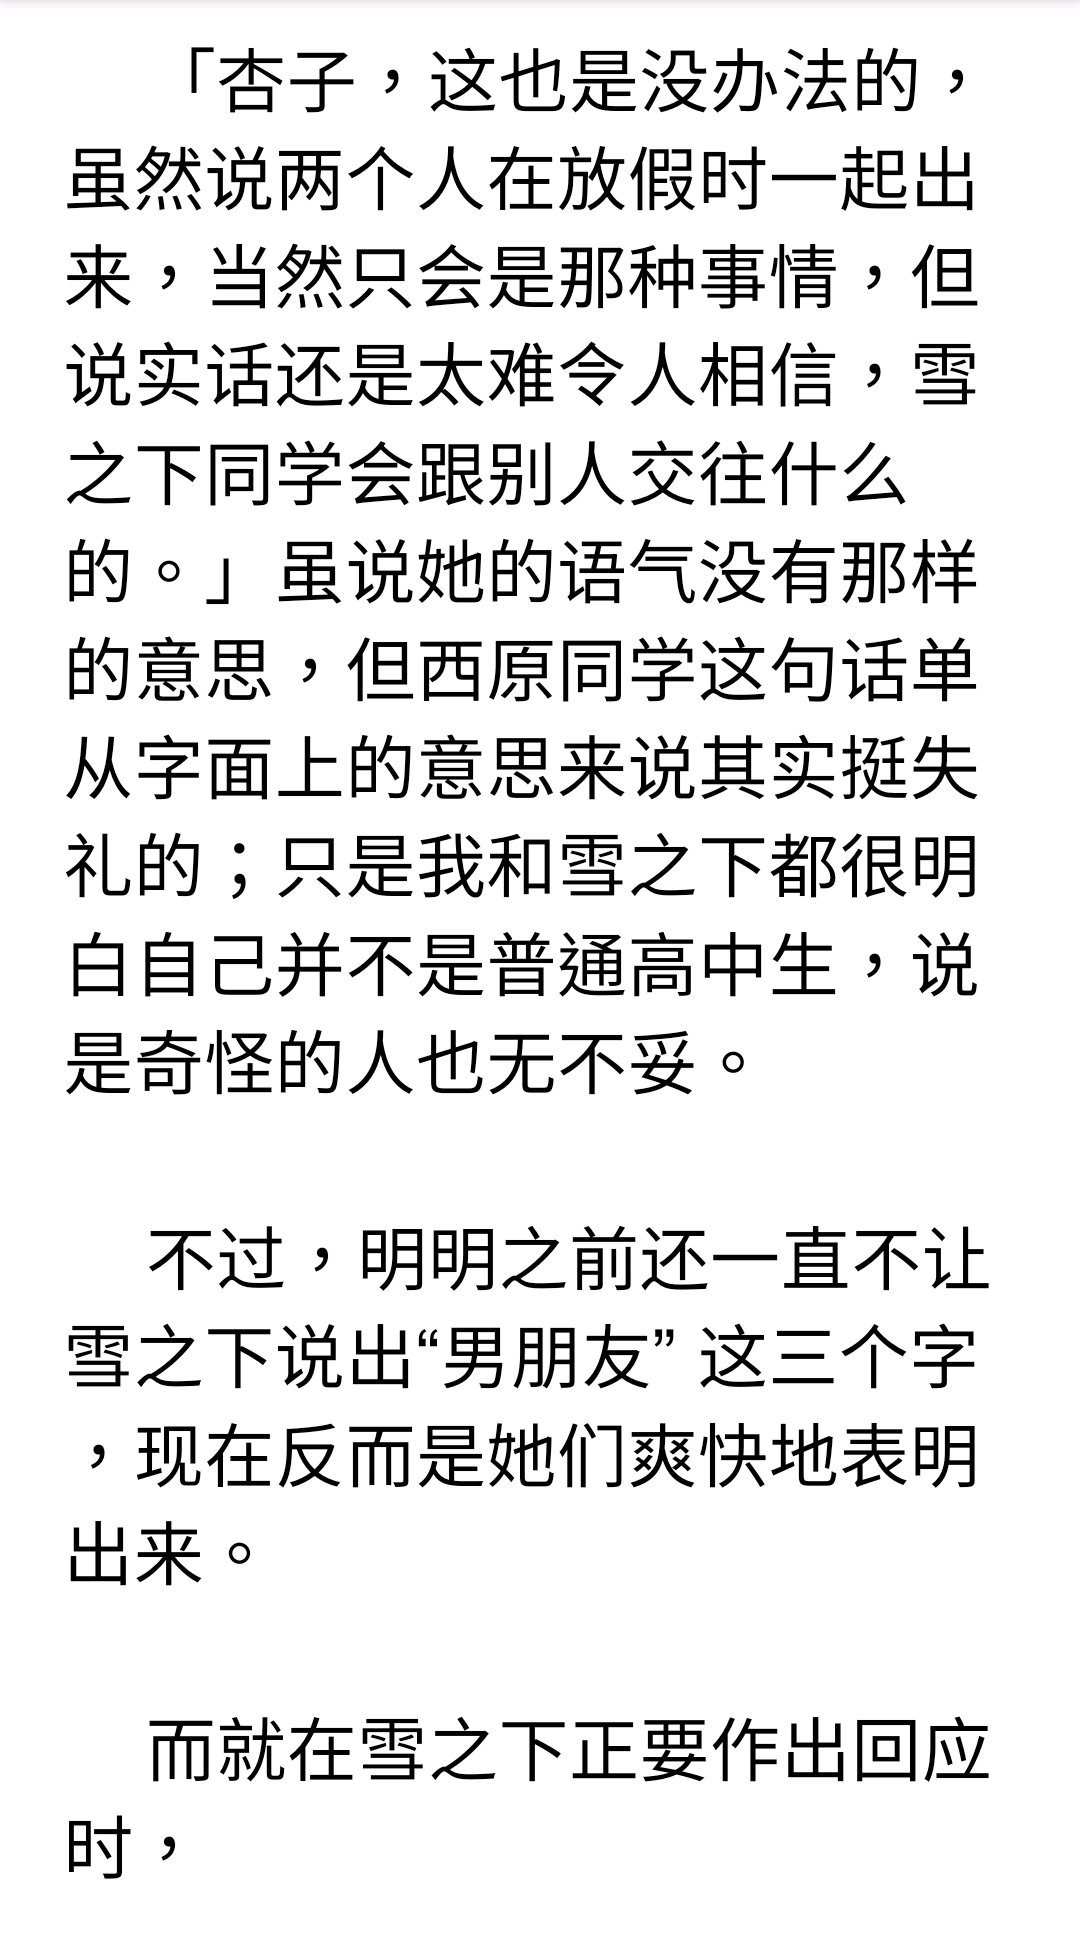 「杏子，这也是没办法的，
虽然说两个人在放假时一起出
来，当然只会是那种事情，但
说实话还是太难令人相信，雪
之下同学会跟别人交往什么
的。」虽说她的语气没有那样
的意思，但西原同学这句话单
从字面上的意思来说其实挺失
礼的；只是我和雪之下都很明
白自己并不是普通高中生，说
是奇怪的人也无不妥。
不过，明明之前还一直不让
雪之下说出“男朋友” 这三个字
，现在反而是她们爽快地表明
出来。
而就在雪之下正要作出回应
时，